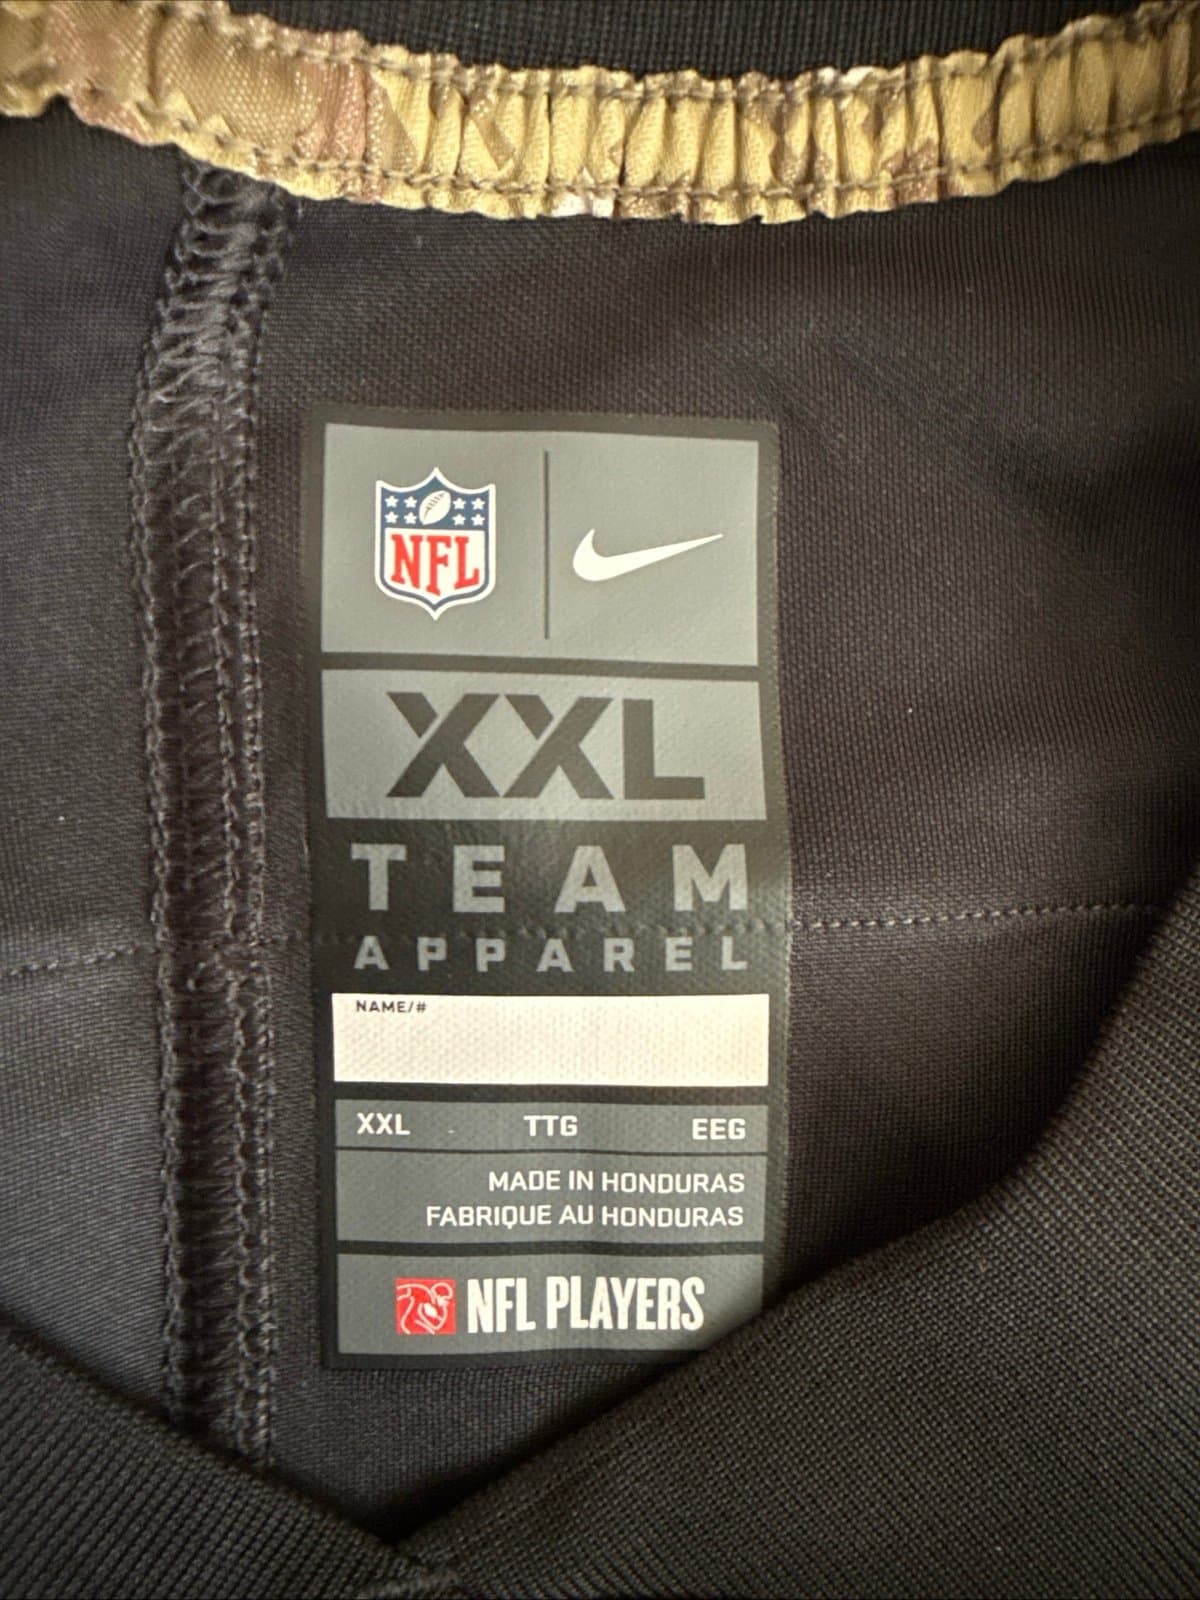 NFL
XXL
TEAM
APPAREL
NAME/#
XXL TTG EEG
MADE IN HONDURAS
FABRIQUE AU HONDURAS
NFL PLAYERS